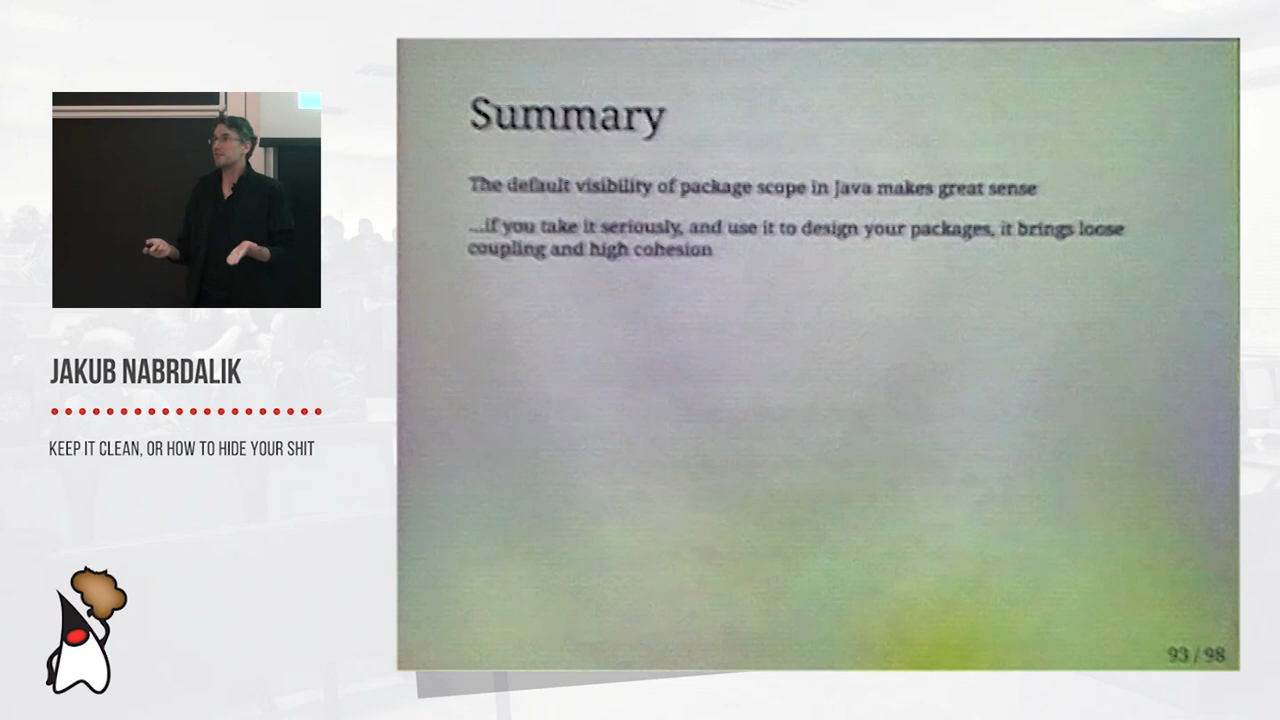 JAKUB NABRDALIK
KEEP IT CLEAN, OR HOW TO HIDE YOUR SHIT
Summary
The default visibility of package scope in Java makes great sense
...if you take it seriously, and use it to design your packages, it brings loose
coupling and high cohesion
93 / 98